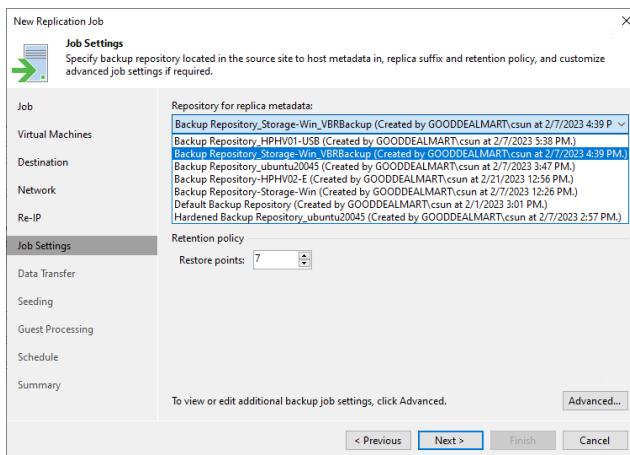 New Replication Job
Job Settings
Specify backup repository located in the source site to host metadata in, replica suffix and retention policy, and customize
advanced job settings if required.
Job
Virtual Machines
Destination
Network
Re-IP
Job Settings
Data Transfer
Seeding
Guest Processing
Schedule
Summary
Repository for replica metadata:
Backup Repository_Storage-Win_VBRBackup (Created by GOODDEALMART\csun at 2/7/2023 4:39 P
Backup Repository_HPHV01-USB (Created by GOODDEALMART\csun at 2/7/2023 5:38 PM.)
Backup Repository_Storage-Win_VBRBackup (Created by GOODDEALMART\csun at 2/7/2023 4:39 PM.)
Backup Repository_ubuntu20045 (Created by GOODDEALMART\csun at 2/7/2023 3:47 PM.)
Backup Repository-HPHV02-E (Created by GOODDEALMART\csun at 2/21/2023 12:56 PM.)
Backup Repository-Storage-Win (Created by GOODDEALMART\csun at 2/7/2023 12:26 PM.)
Default Backup Repository (Created by GOODDEALMART\csun at 2/1/2023 3:01 PM.)
Hardened Backup Repository_ubuntu20045 (Created by GOODDEALMART\csun at 2/7/2023 2:57 PM.)
Retention policy
Restore points: 7
To view or edit additional backup job settings, click Advanced.
Advanced...
< Previous
Next >
Finish
Cancel